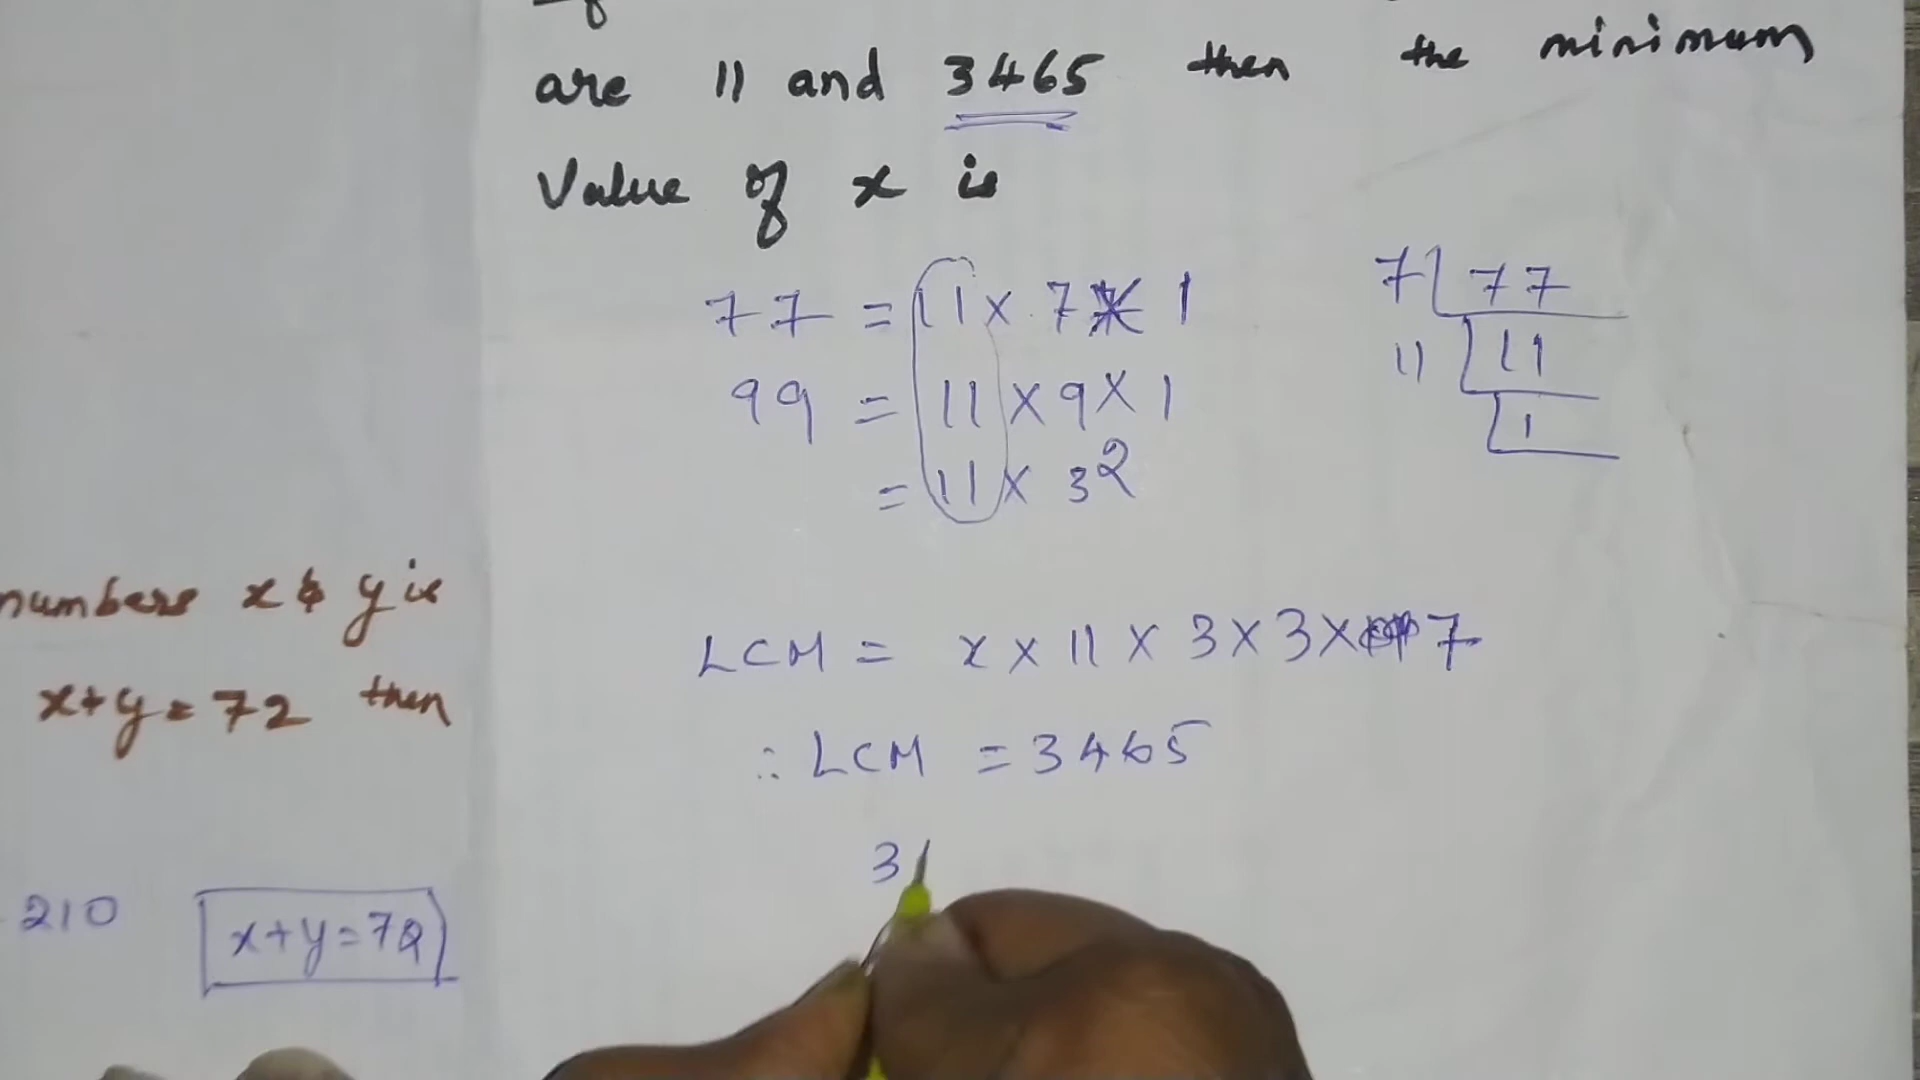 are 11 and 3465 then the minimum
Value of x is
77 = 11 x 7 x 1
99 = 11 x 9 x 1
= 11 x 3²
7 77
11 11
1
LCM = x x 11 x 3 x 3 x 7
∴ LCM = 3465
3
numbers x & y is
x+y = 72 then
210
x+y=72